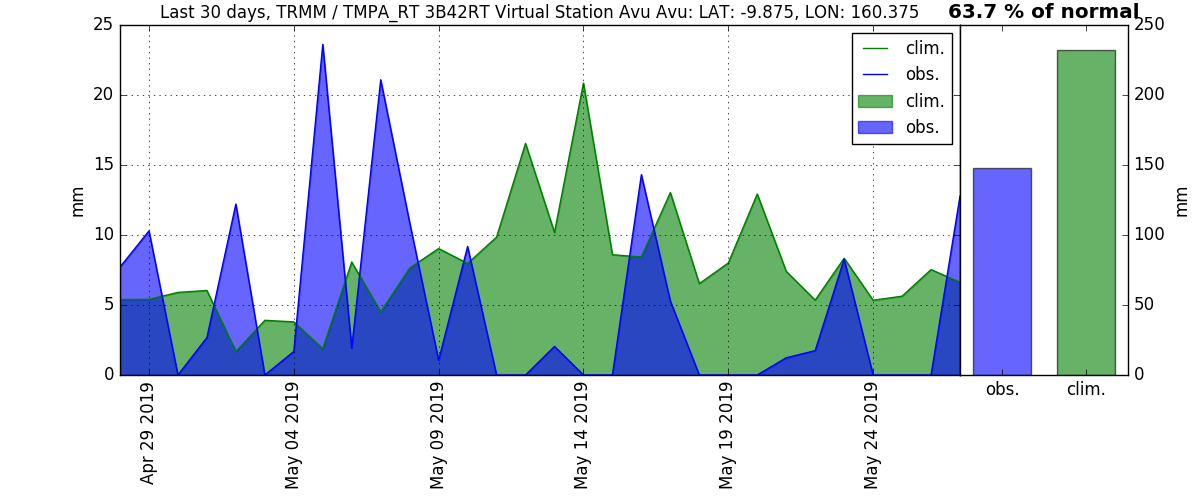 Last 30 days, TRMM / TMPA_RT 3B42RT Virtual Station Avu Avu: LAT: -9.875, LON: 160.375
63.7 % of normal
25
20
15
10
5
0
mm
clim.
obs.
clim.
obs.
250
200
150
100
50
0
mm
Apr 29 2019
May 04 2019
May 09 2019
May 14 2019
May 19 2019
May 24 2019
obs.
clim.